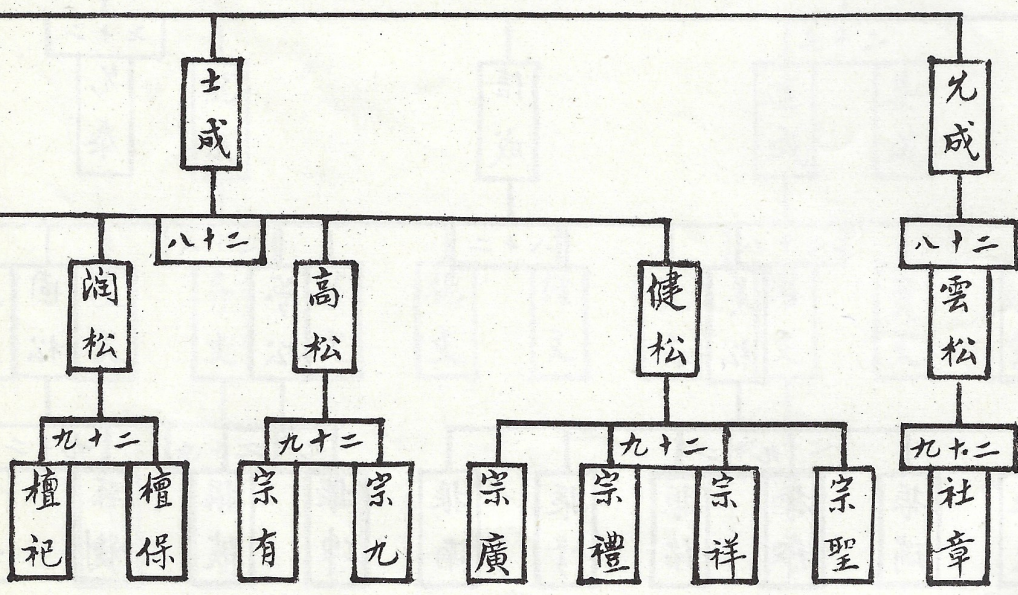 允成
士成
二十八
二十八
雲松
健松
高松
润松
二十九
二十九
二十九
二十九
社章
宗聖
宗祥
宗禮
宗廣
宗九
宗有
檀保
檀祀